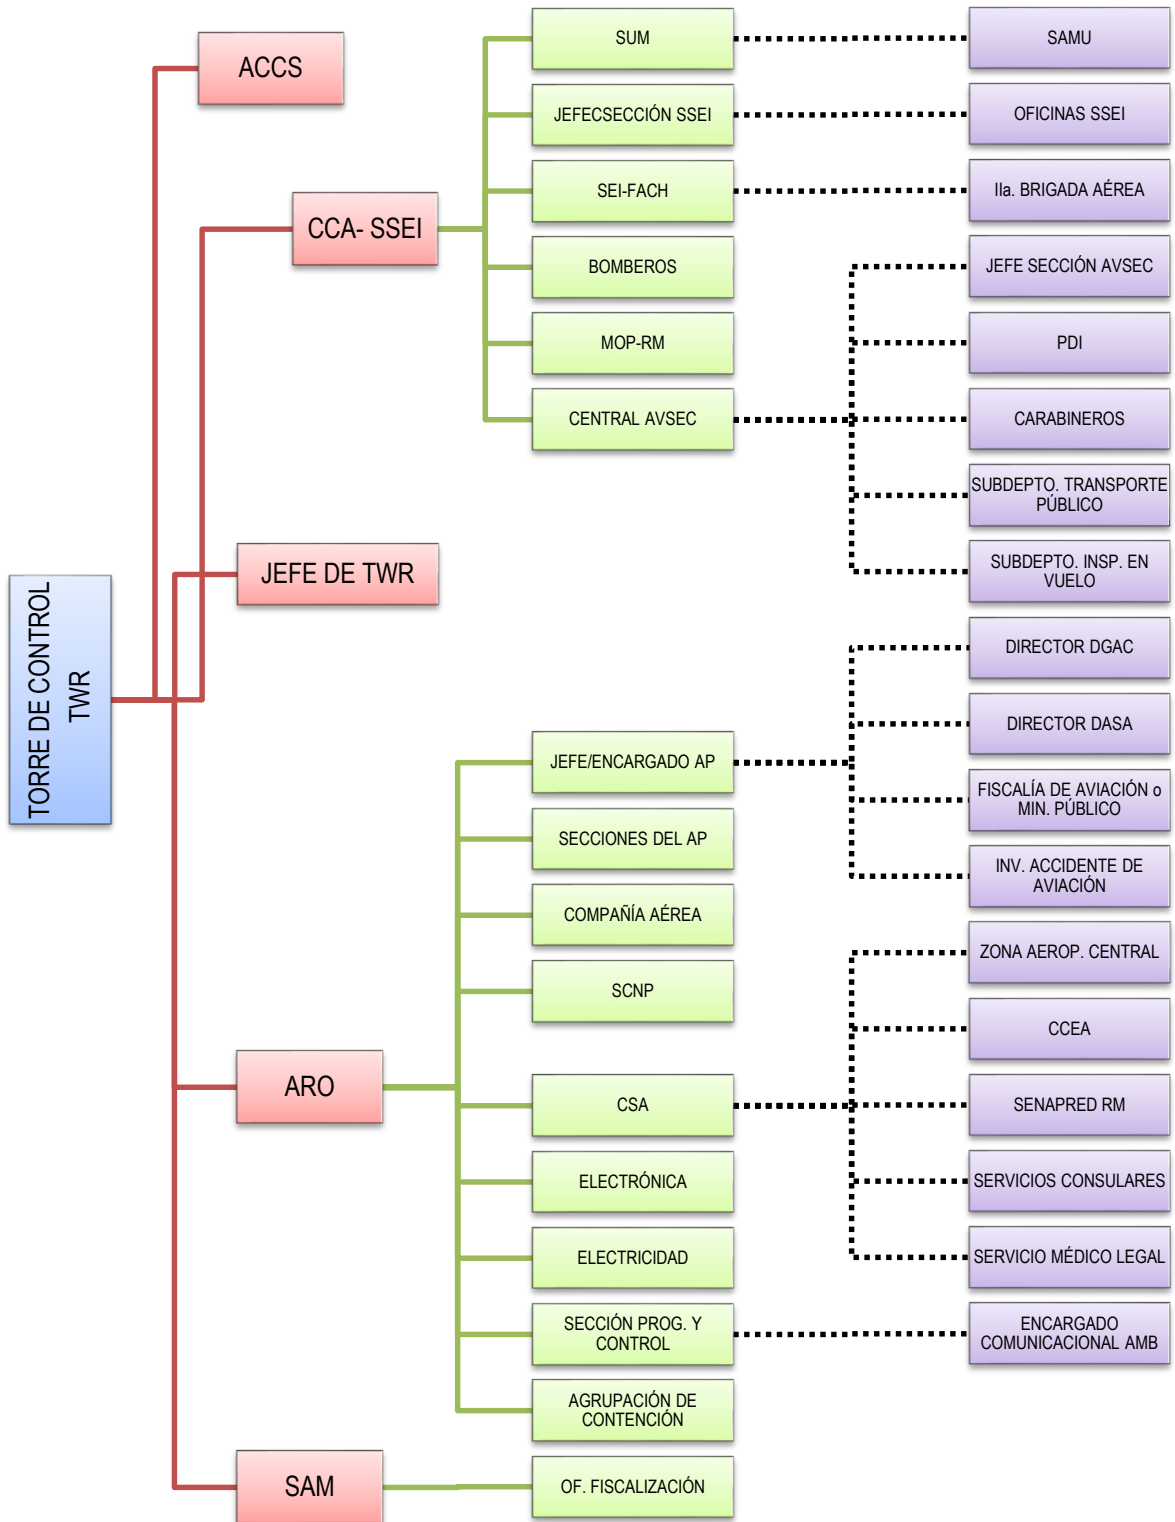 TORRE DE CONTROL
TWR
ACCS
CCA- SSEI
JEFE DE TWR
ARO
SAM
SUM
JEFECSECCIÓN SSEI
SEI-FACH
BOMBEROS
MOP-RM
CENTRAL AVSEC
JEFE/ENCARGADO AP
SECCIONES DEL AP
COMPAÑÍA AÉREA
SCNP
CSA
ELECTRÓNICA
ELECTRICIDAD
SECCIÓN PROG. Y
CONTROL
AGRUPACIÓN DE
CONTENCIÓN
OF. FISCALIZACIÓN
SAMU
OFICINAS SSEI
IIa. BRIGADA AÉREA
JEFE SECCIÓN AVSEC
PDI
CARABINEROS
SUBDEPTO. TRANSPORTE
PÚBLICO
SUBDEPTO. INSP. EN
VUELO
DIRECTOR DGAC
DIRECTOR DASA
FISCALÍA DE AVIACIÓN o
MIN. PÚBLICO
INV. ACCIDENTE DE
AVIACIÓN
ZONA AEROP. CENTRAL
CCEA
SENAPRED RM
SERVICIOS CONSULARES
SERVICIO MÉDICO LEGAL
ENCARGADO
COMUNICACIONAL AMB